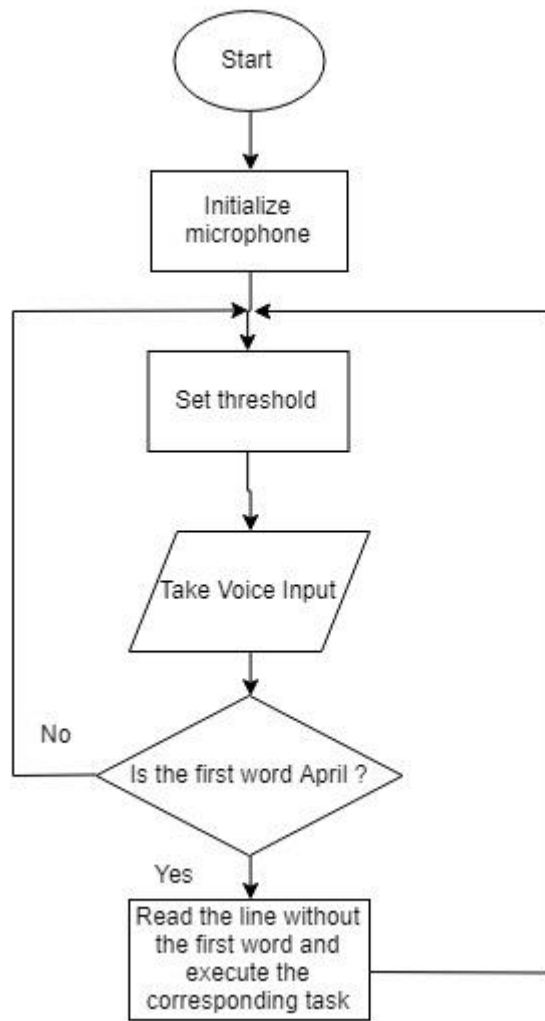 Start
Initialize
microphone
Set threshold
Take Voice Input
No
Is the first word April ?
Yes
Read the line without
the first word and
execute the
corresponding task